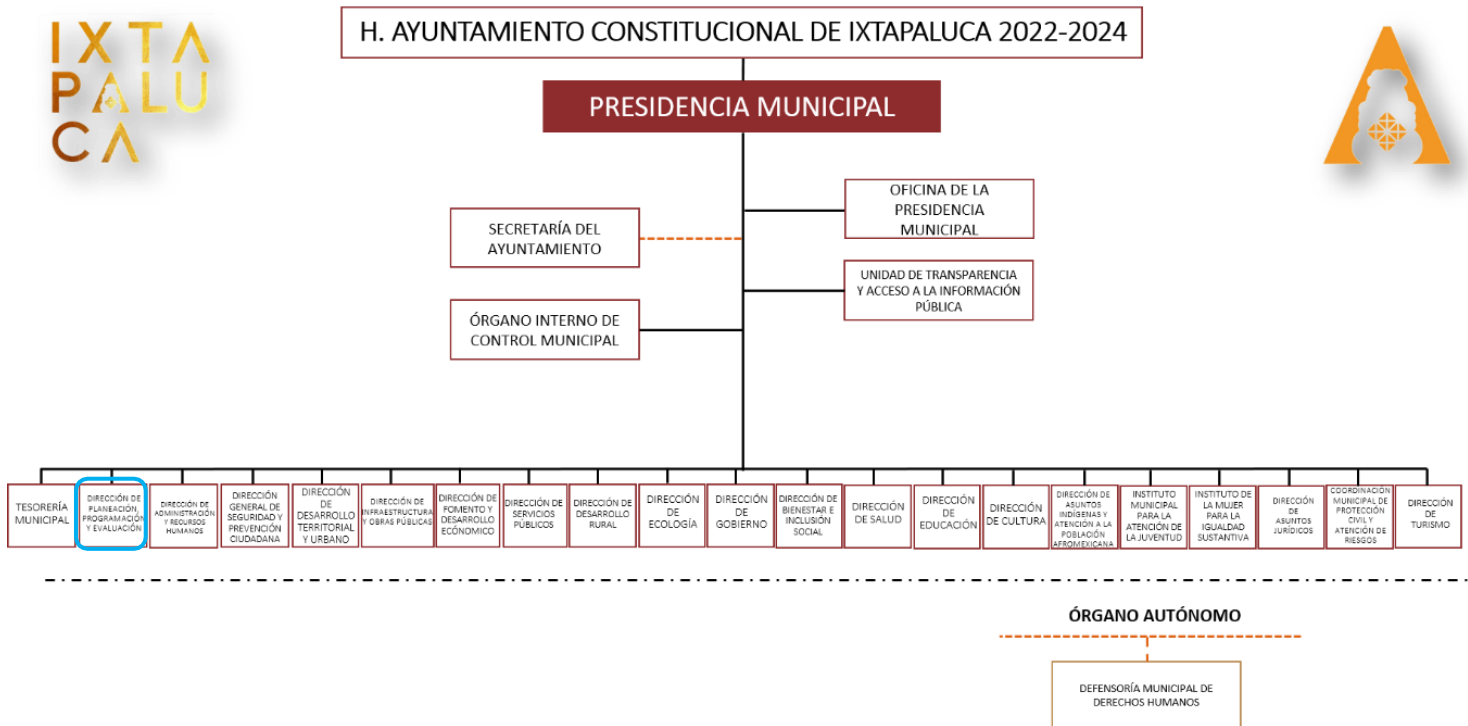 IXTA
PALU
CA
H. AYUNTAMIENTO CONSTITUCIONAL DE IXTAPALUCA 2022-2024
PRESIDENCIA MUNICIPAL
OFICINA DE LA
PRESIDENCIA
MUNICIPAL
SECRETARÍA DEL
AYUNTAMIENTO
UNIDAD DE TRANSPARENCIA
Y ACCESO A LA INFORMACIÓN
PÚBLICA
ÓRGANO INTERNO DE
CONTROL MUNICIPAL
TESORERÍA
MUNICIPAL
DIRECCIÓN DE
PLANEACIÓN,
PROGRAMACIÓN
Y EVALUACIÓN
DIRECCIÓN DE
ADMINISTRACIÓN
Y RECURSOS
HUMANOS
DIRECCIÓN
GENERAL DE
SEGURIDAD Y
PREVENCIÓN
CIUDADANA
DIRECCIÓN
DE
DESARROLLO
TERRITORIAL
Y URBANO
DIRECCIÓN DE
INFRAESTRUCTURA
Y OBRAS PÚBLICAS
DIRECCIÓN DE
FOMENTO Y
DESARROLLO
ECÓNOMICO
DIRECCIÓN DE
SERVICIOS
PÚBLICOS
DIRECCIÓN DE
DESARROLLO
RURAL
DIRECCIÓN
DE
ECOLOGÍA
DIRECCIÓN
DE
GOBIERNO
DIRECCIÓN DE
BIENESTAR E
INCLUSIÓN
SOCIAL
DIRECCIÓN
DE SALUD
DIRECCIÓN
DE
EDUCACIÓN
DIRECCIÓN
DE CULTURA
DIRECCIÓN DE
ASUNTOS
INDÍGENAS Y
ATENCIÓN A LA
POBLACIÓN
AFROMEXICANA
INSTITUTO
MUNICIPAL
PARA LA
ATENCIÓN DE
LA JUVENTUD
INSTITUTO DE
LA MUJER
PARA LA
IGUALDAD
SUSTANTIVA
DIRECCIÓN
DE
ASUNTOS
JURÍDICOS
COORDINACIÓN
MUNICIPAL DE
PROTECCIÓN
CIVIL Y
ATENCIÓN DE
RIESGOS
DIRECCIÓN
DE
TURISMO
ÓRGANO AUTÓNOMO
DEFENSORÍA MUNICIPAL DE
DERECHOS HUMANOS